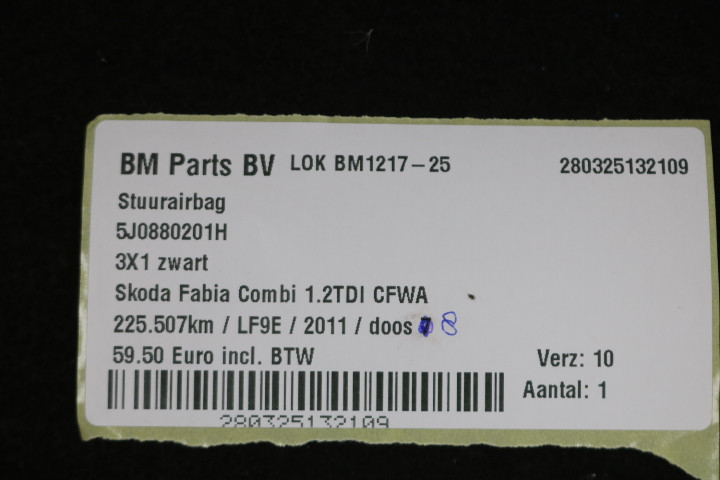 BM Parts BV LOK BM1217-25 280325132109
Stuurairbag
5J0880201H
3X1 zwart
Skoda Fabia Combi 1.2TDI CFWA
225.507km / LF9E / 2011 / doos 8
59.50 Euro incl. BTW Verz: 10
Aantal: 1
280325132109